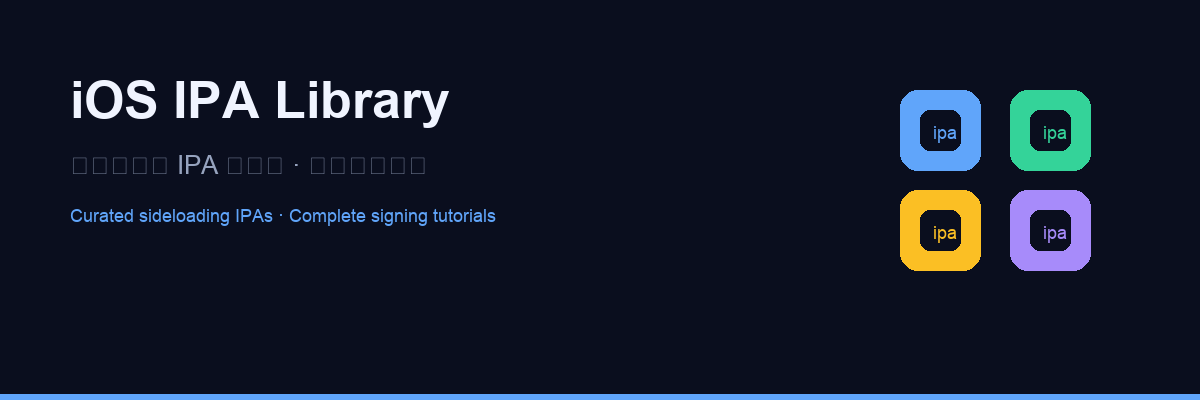 iOS IPA Library
IPA ·
Curated sideloading IPAs · Complete signing tutorials
ipa
ipa
ipa
ipa